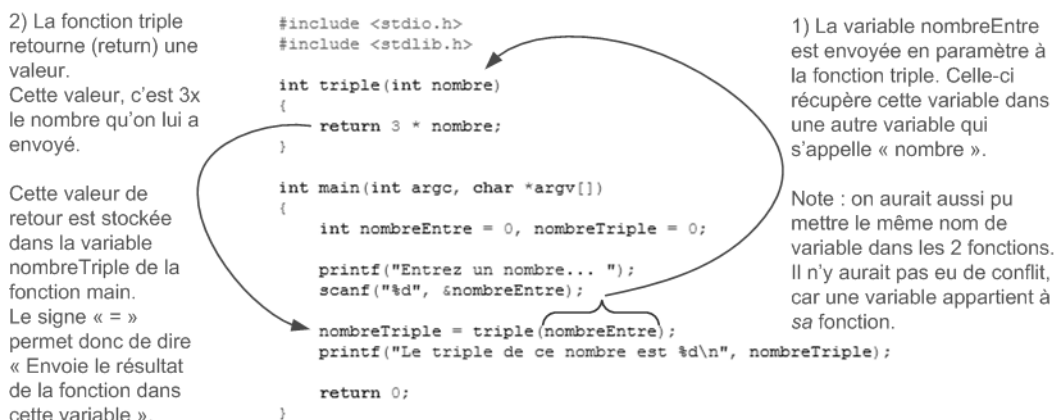 2) La fonction triple
retourne (return) une
valeur.
Cette valeur, c'est 3x
le nombre qu'on lui a
envoyé.
Cette valeur de
retour est stockée
dans la variable
nombreTriple de la
fonction main.
Le signe « = »
permet donc de dire
« Envoie le résultat
de la fonction dans
cette variable ».
#include <stdio.h>
#include <stdlib.h>
int triple(int nombre)
{
return 3 * nombre;
}
int main(int argc, char *argv[])
{
int nombreEntre = 0, nombreTriple = 0;
printf("Entrez un nombre... ");
scanf("%d", &nombreEntre);
nombreTriple = triple(nombreEntre);
printf("Le triple de ce nombre est %d\n", nombreTriple);
return 0;
}
1) La variable nombreEntre
est envoyée en paramètre à
la fonction triple. Celle-ci
récupère cette variable dans
une autre variable qui
s'appelle « nombre ».
Note : on aurait aussi pu
mettre le même nom de
variable dans les 2 fonctions.
Il n'y aurait pas eu de conflit,
car une variable appartient à
sa fonction.